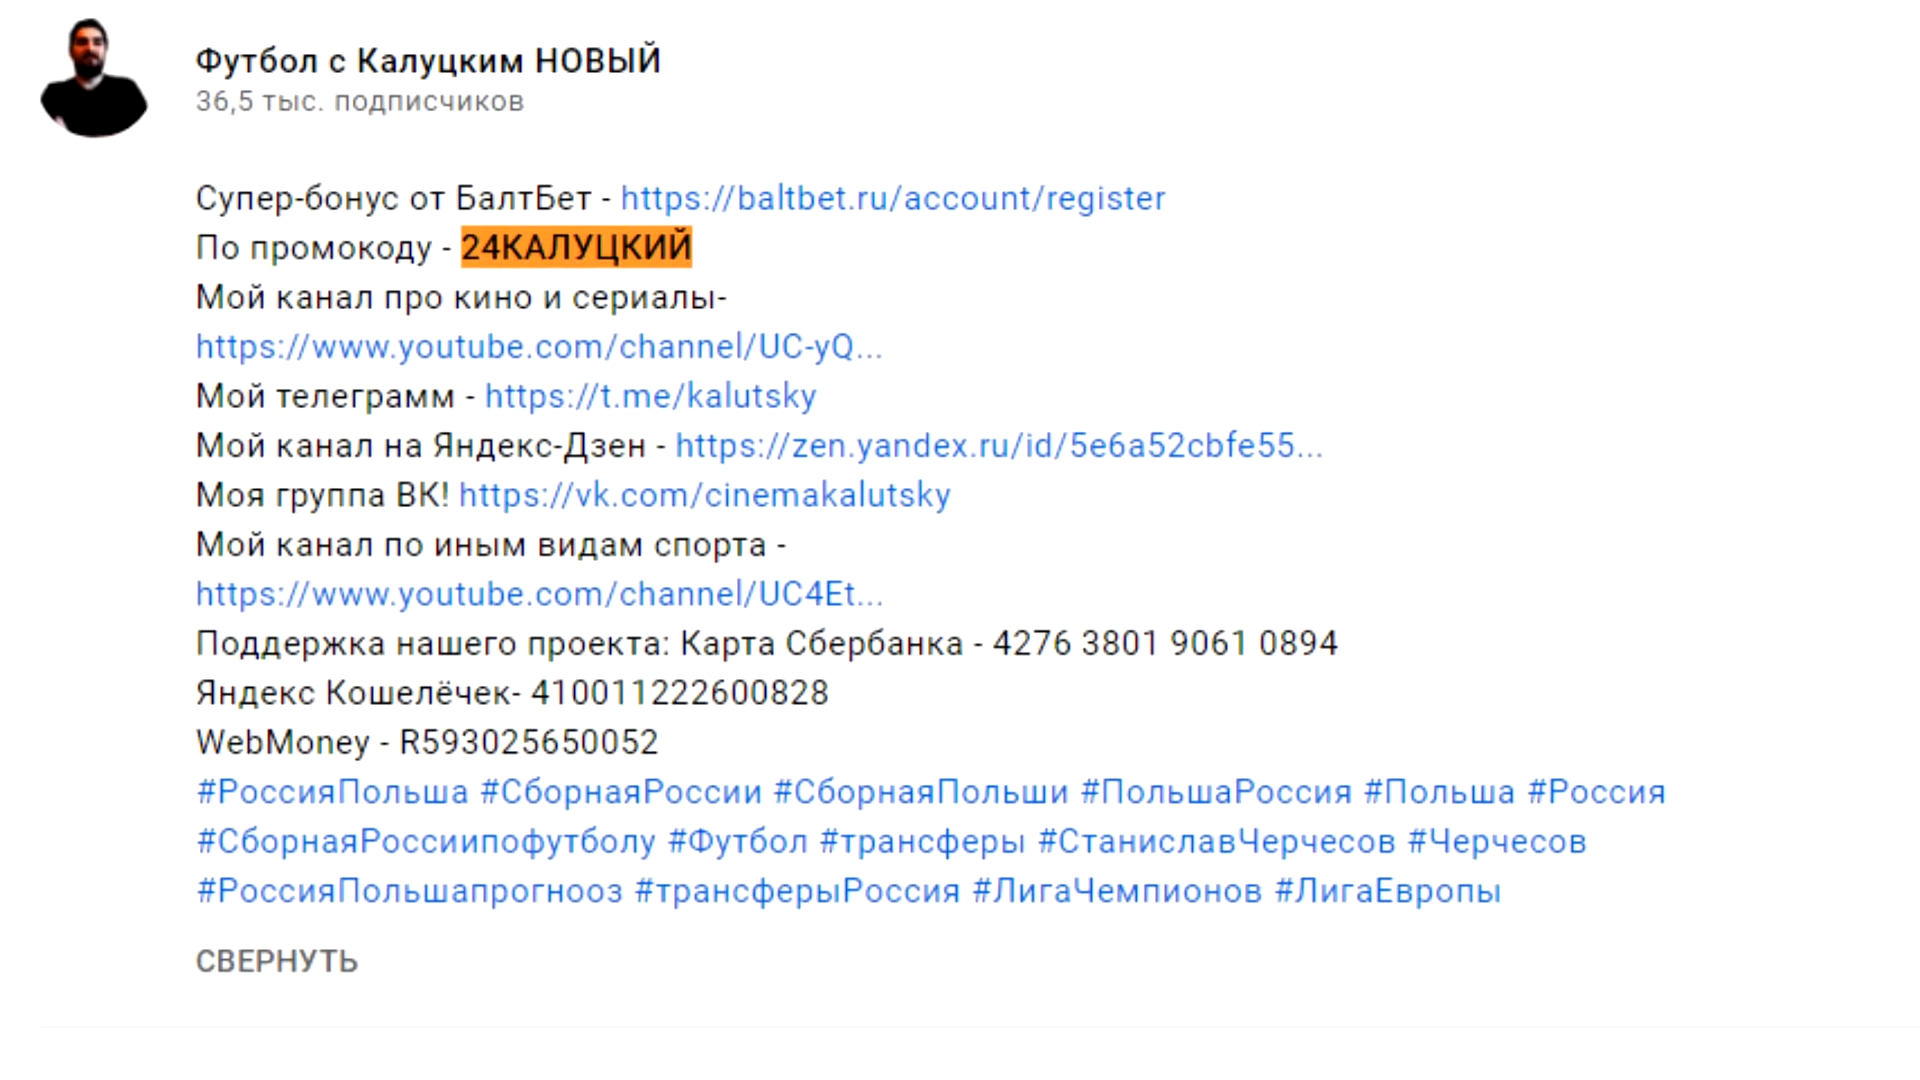 Футбол с Калуцким НОВЫЙ
36,5 тыс. подписчиков
Супер-бонус от БалтБет - https://baltbet.ru/account/register
По промокоду - 24КАЛУЦКИЙ
Мой канал про кино и сериалы-
https://www.youtube.com/channel/UC-yQ...
Мой телеграмм - https://t.me/kalutsky
Мой канал на Яндекс-Дзен - https://zen.yandex.ru/id/5e6a52cbfe55...
Моя группа ВК! https://vk.com/cinemakalutsky
Мой канал по иным видам спорта -
https://www.youtube.com/channel/UC4Et...
Поддержка нашего проекта: Карта Сбербанка - 4276 3801 9061 0894
Яндекс Кошелёчек- 410011222600828
WebMoney - R593025650052
#РоссияПольша #СборнаяРоссии #СборнаяПольши #ПольшаРоссия #Польша #Россия
#СборнаяРоссиипофутболу #Футбол #трансферы #СтаниславЧерчесов #Черчесов
#РоссияПольшапрогнооз #трансферыРоссия #ЛигаЧемпионов #ЛигаЕвропы
СВЕРНУТЬ